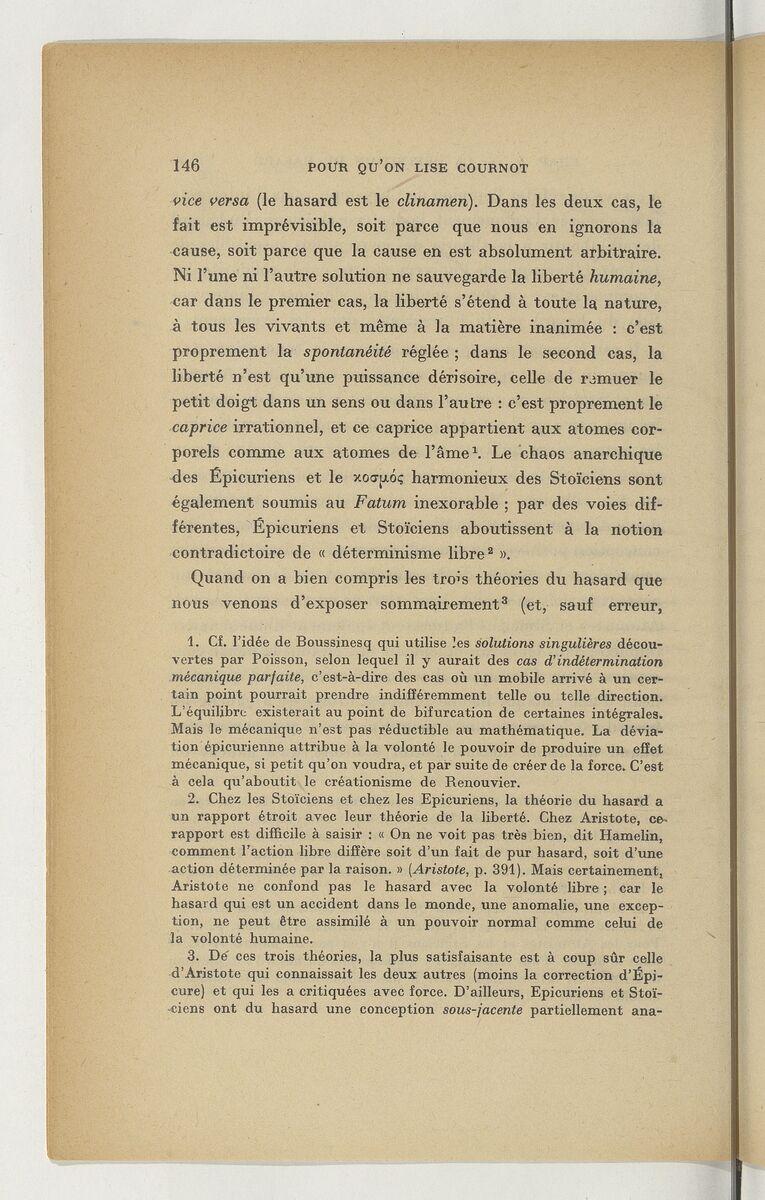 146 POUR QU'ON LISE COURNOT
vice versa (le hasard est le clinamen). Dans les deux cas, le
fait est imprévisible, soit parce que nous en ignorons la
cause, soit parce que la cause en est absolument arbitraire.
Ni l'une ni l'autre solution ne sauvegarde la liberté humaine,
car dans le premier cas, la liberté s'étend à toute la nature,
à tous les vivants et même à la matière inanimée : c'est
proprement la spontanéité réglée ; dans le second cas, la
liberté n'est qu'une puissance dérisoire, celle de remuer le
petit doigt dans un sens ou dans l'autre : c'est proprement le
caprice irrationnel, et ce caprice appartient aux atomes cor-
porels comme aux atomes de l'âme¹. Le chaos anarchique
des Épicuriens et le κοσμός harmonieux des Stoïciens sont
également soumis au Fatum inexorable ; par des voies dif-
férentes, Épicuriens et Stoïciens aboutissent à la notion
contradictoire de « déterminisme libre² ».
Quand on a bien compris les trois théories du hasard que
nous venons d'exposer sommairement³ (et, sauf erreur,
1. Cf. l'idée de Boussinesq qui utilise les solutions singulières décou-
vertes par Poisson, selon lequel il y aurait des cas d'indétermination
mécanique parfaite, c'est-à-dire des cas où un mobile arrivé à un cer-
tain point pourrait prendre indifféremment telle ou telle direction.
L'équilibre existerait au point de bifurcation de certaines intégrales.
Mais le mécanique n'est pas réductible au mathématique. La dévia-
tion épicurienne attribue à la volonté le pouvoir de produire un effet
mécanique, si petit qu'on voudra, et par suite de créer de la force. C'est
à cela qu'aboutit le créationisme de Renouvier.
2. Chez les Stoïciens et chez les Epicuriens, la théorie du hasard a
un rapport étroit avec leur théorie de la liberté. Chez Aristote, ce
rapport est difficile à saisir : « On ne voit pas très bien, dit Hamelin,
comment l'action libre diffère soit d'un fait de pur hasard, soit d'une
action déterminée par la raison. » (Aristote, p. 391). Mais certainement,
Aristote ne confond pas le hasard avec la volonté libre ; car le
hasard qui est un accident dans le monde, une anomalie, une excep-
tion, ne peut être assimilé à un pouvoir normal comme celui de
la volonté humaine.
3. De ces trois théories, la plus satisfaisante est à coup sûr celle
d'Aristote qui connaissait les deux autres (moins la correction d'Épi-
cure) et qui les a critiquées avec force. D'ailleurs, Epicuriens et Stoï-
ciens ont du hasard une conception sous-jacente partiellement ana-